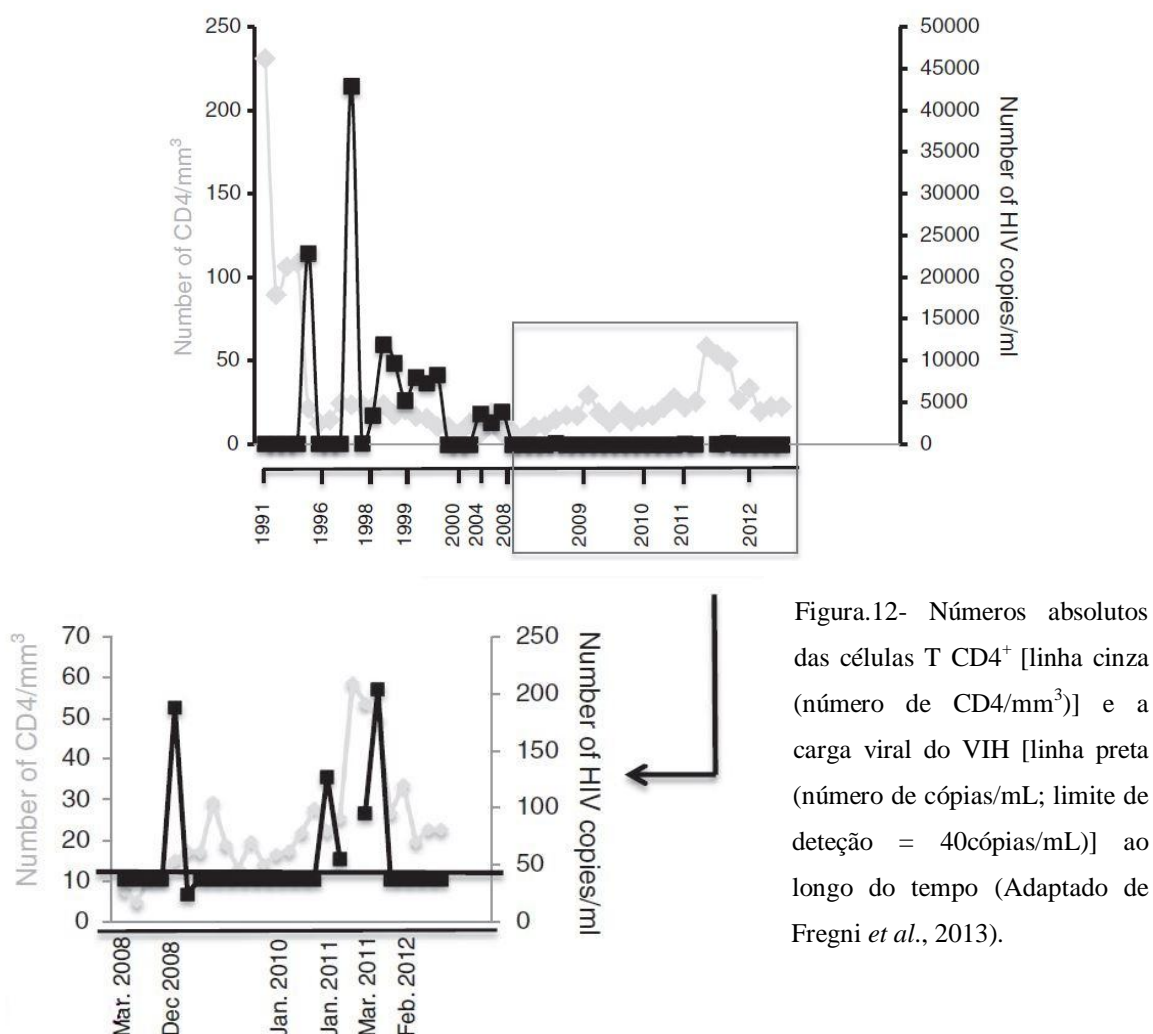 250
200
150
100
50
0
Number of CD4/mm³
50000
45000
40000
35000
30000
25000
20000
15000
10000
5000
0
Number of HIV copies/ml
1991
1996
1998
1999
2000
2004
2008
2009
2010
2011
2012
70
60
50
40
30
20
10
0
Number of CD4/mm³
250
200
150
100
50
0
Number of HIV copies/ml
Mar. 2008
Dec 2008
Jan. 2010
Jan. 2011
Mar. 2011
Feb. 2012
Figura.12- Números absolutos
das células T CD4⁺ [linha cinza
(número de CD4/mm³)] e a
carga viral do VIH [linha preta
(número de cópias/mL; limite de
deteção = 40cópias/mL)] ao
longo do tempo (Adaptado de
Fregni et al., 2013).